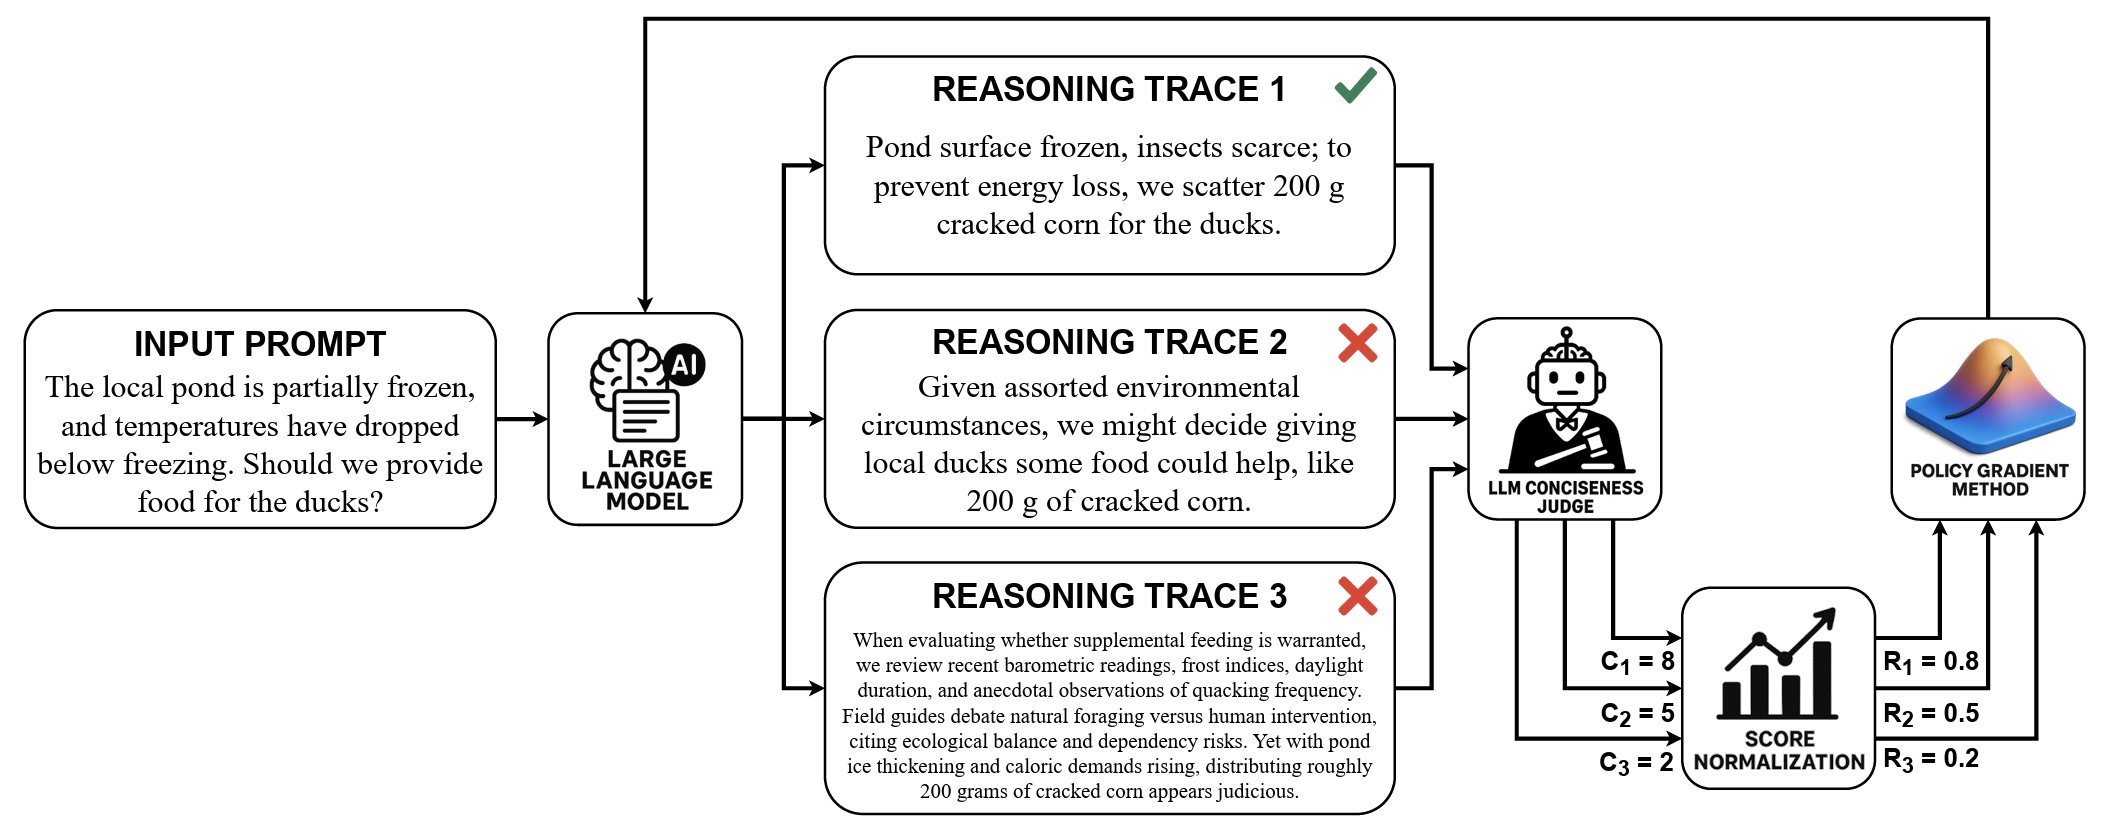 INPUT PROMPT
The local pond is partially frozen,
and temperatures have dropped
below freezing. Should we provide
food for the ducks?
AI
LARGE
LANGUAGE
MODEL
REASONING TRACE 1
Pond surface frozen, insects scarce; to
prevent energy loss, we scatter 200 g
cracked corn for the ducks.
REASONING TRACE 2
Given assorted environmental
circumstances, we might decide giving
local ducks some food could help, like
200 g of cracked corn.
REASONING TRACE 3
When evaluating whether supplemental feeding is warranted,
we review recent barometric readings, frost indices, daylight
duration, and anecdotal observations of quacking frequency.
Field guides debate natural foraging versus human intervention,
citing ecological balance and dependency risks. Yet with pond
ice thickening and caloric demands rising, distributing roughly
200 grams of cracked corn appears judicious.
LLM CONCISENESS
JUDGE
C1 = 8
C2 = 5
C3 = 2
SCORE
NORMALIZATION
R1 = 0.8
R2 = 0.5
R3 = 0.2
POLICY GRADIENT
METHOD